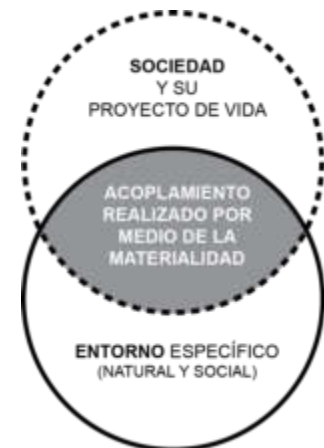 SOCIEDAD
Y SU
PROYECTO DE VIDA
ACOPLAMIENTO
REALIZADO POR
MEDIO DE LA
MATERIALIDAD
ENTORNO ESPECÍFICO
(NATURAL Y SOCIAL)